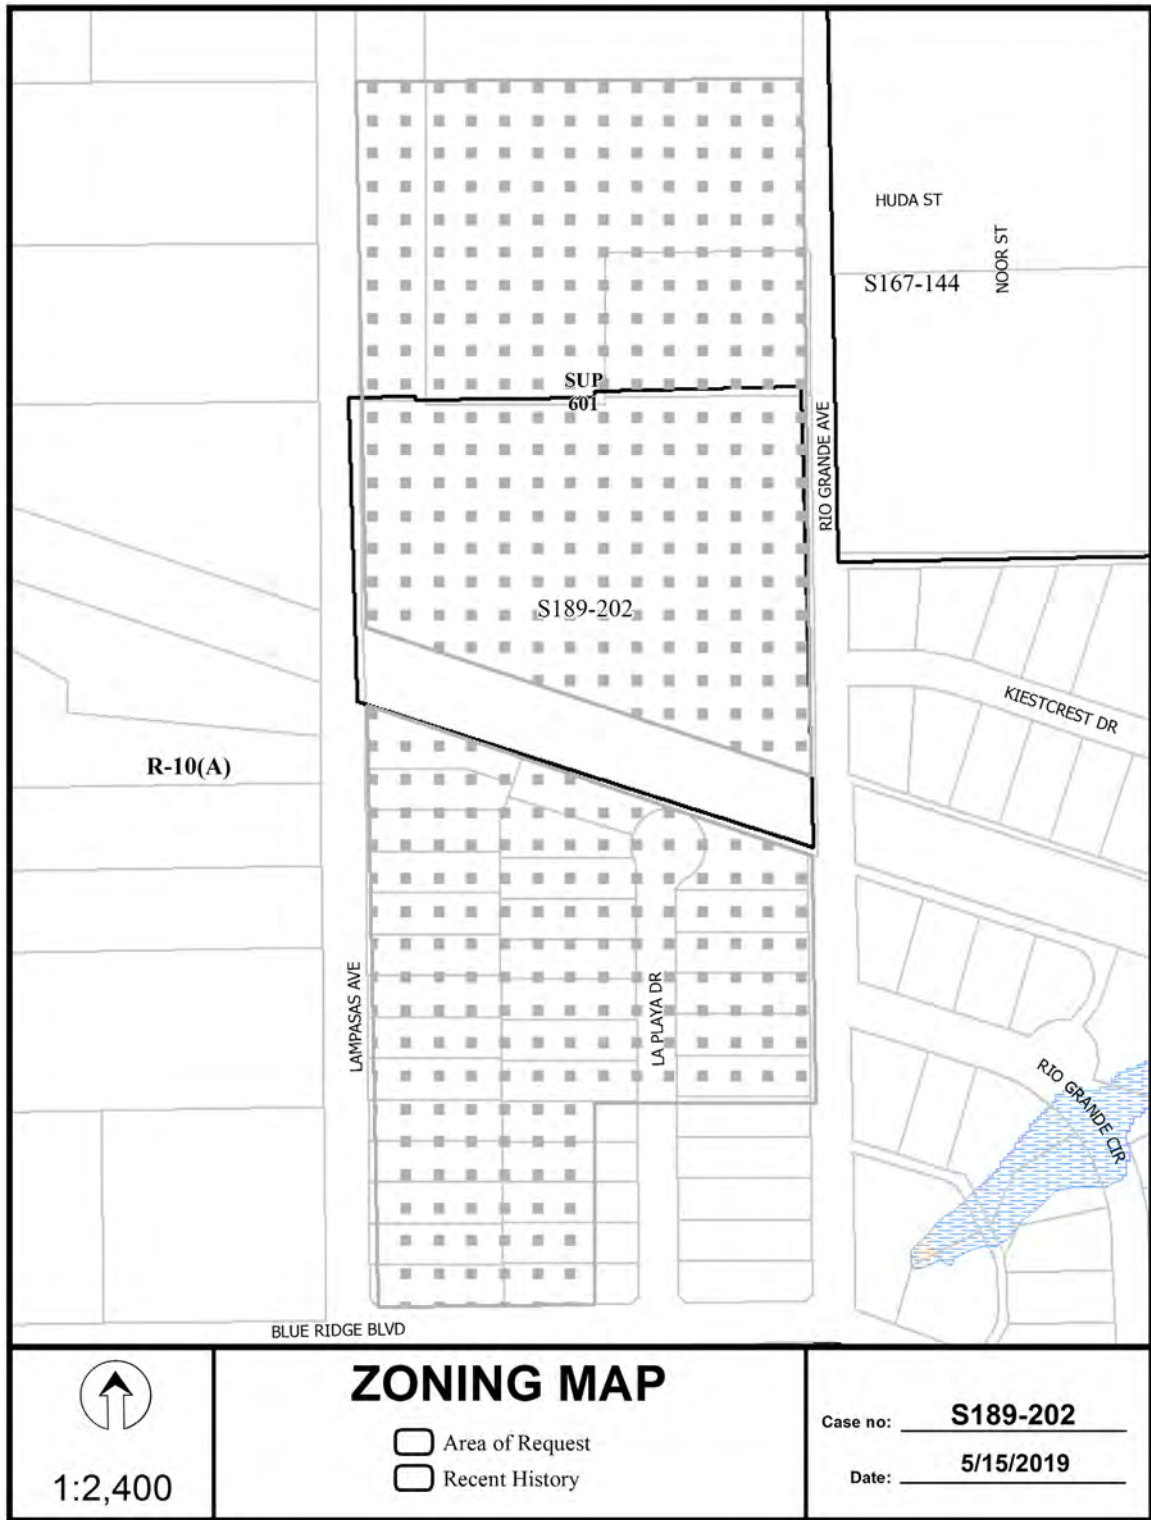 HUDA ST
NOOR ST
S167-144
SUP
601
RIO GRANDE AVE
S189-202
KIESTCREST DR
R-10(A)
LAMPASAS AVE
LA PLAYA DR
RIO GRANDE CIR
BLUE RIDGE BLVD
1:2,400
ZONING MAP
Area of Request
Recent History
Case no: S189-202
Date: 5/15/2019